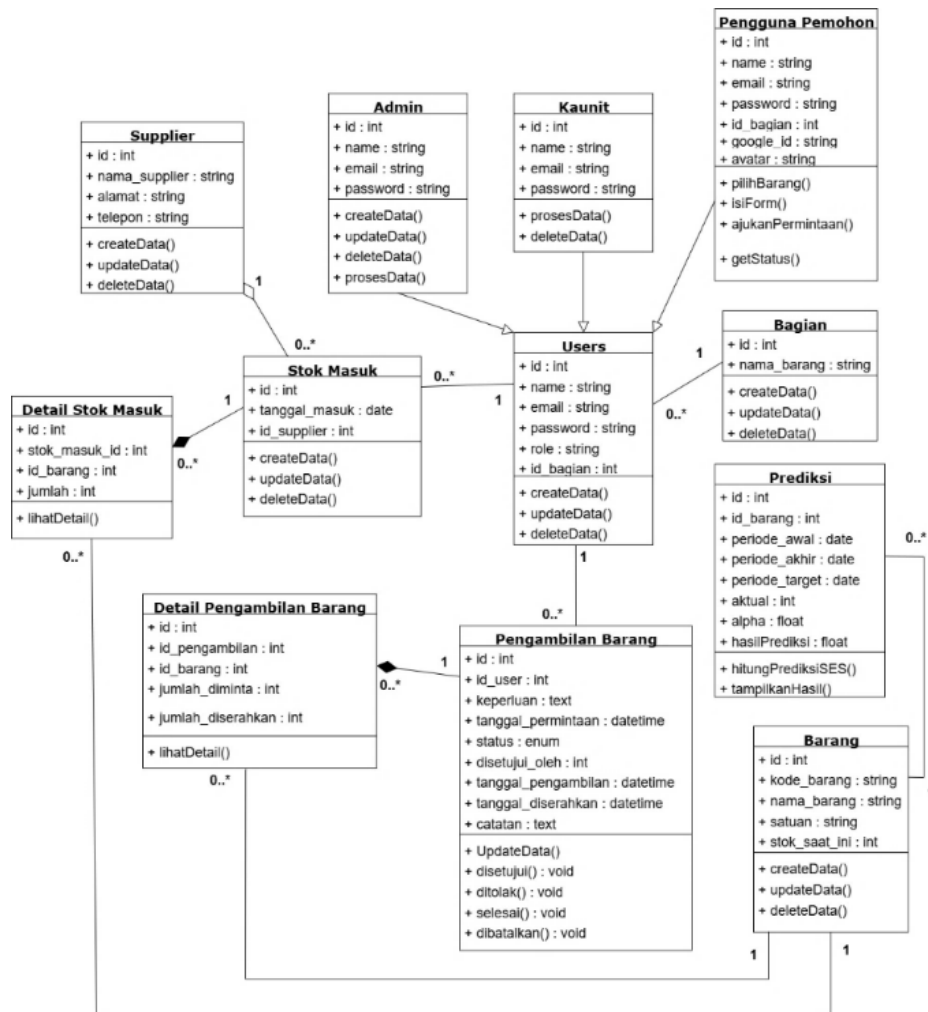 Pengguna Pemohon
+ id : int
+ name : string
+ email : string
+ password : string
+ id_bagian : int
+ google_id : string
+ avatar : string
+ pilihBarang()
+ isiForm()
+ ajukanPermintaan()
+ getStatus()
Admin
+ id : int
+ name : string
+ email : string
+ password : string
+ createData()
+ updateData()
+ deleteData()
+ prosesData()
Kaunit
+ id : int
+ name : string
+ email : string
+ password : string
+ prosesData()
+ deleteData()
Supplier
+ id : int
+ nama_supplier : string
+ alamat : string
+ telepon : string
+ createData()
+ updateData()
+ deleteData()
1
0..*
Stok Masuk
+ id : int
+ tanggal_masuk : date
+ id_supplier : int
+ createData()
+ updateData()
+ deleteData()
0..*
1
Users
+ id : int
+ name : string
+ email : string
+ password : string
+ role : string
+ id_bagian : int
+ createData()
+ updateData()
+ deleteData()
1
0..*
Bagian
+ id : int
+ nama_barang : string
+ createData()
+ updateData()
+ deleteData()
Detail Stok Masuk
+ id : int
+ stok_masuk_id : int
+ id_barang : int
+ jumlah : int
+ lihatDetail()
1
0..*
0..*
Prediksi
+ id : int
+ id_barang : int
+ periode_awal : date
+ periode_akhir : date
+ periode_target : date
+ aktual : int
+ alpha : float
+ hasilPrediksi : float
+ hitungPrediksiSES()
+ tampilkanHasil()
0..*
1
0..*
Detail Pengambilan Barang
+ id : int
+ id_pengambilan : int
+ id_barang : int
+ jumlah_diminta : int
+ jumlah_diserahkan : int
+ lihatDetail()
1
0..*
0..*
Pengambilan Barang
+ id : int
+ id_user : int
+ keperluan : text
+ tanggal_permintaan : datetime
+ status : enum
+ disetujui_oleh : int
+ tanggal_pengambilan : datetime
+ tanggal_diserahkan : datetime
+ catatan : text
+ UpdateData()
+ disetujui() : void
+ ditolak() : void
+ selesai() : void
+ dibatalkan() : void
Barang
+ id : int
+ kode_barang : string
+ nama_barang : string
+ satuan : string
+ stok_saat_ini : int
+ createData()
+ updateData()
+ deleteData()
1
1